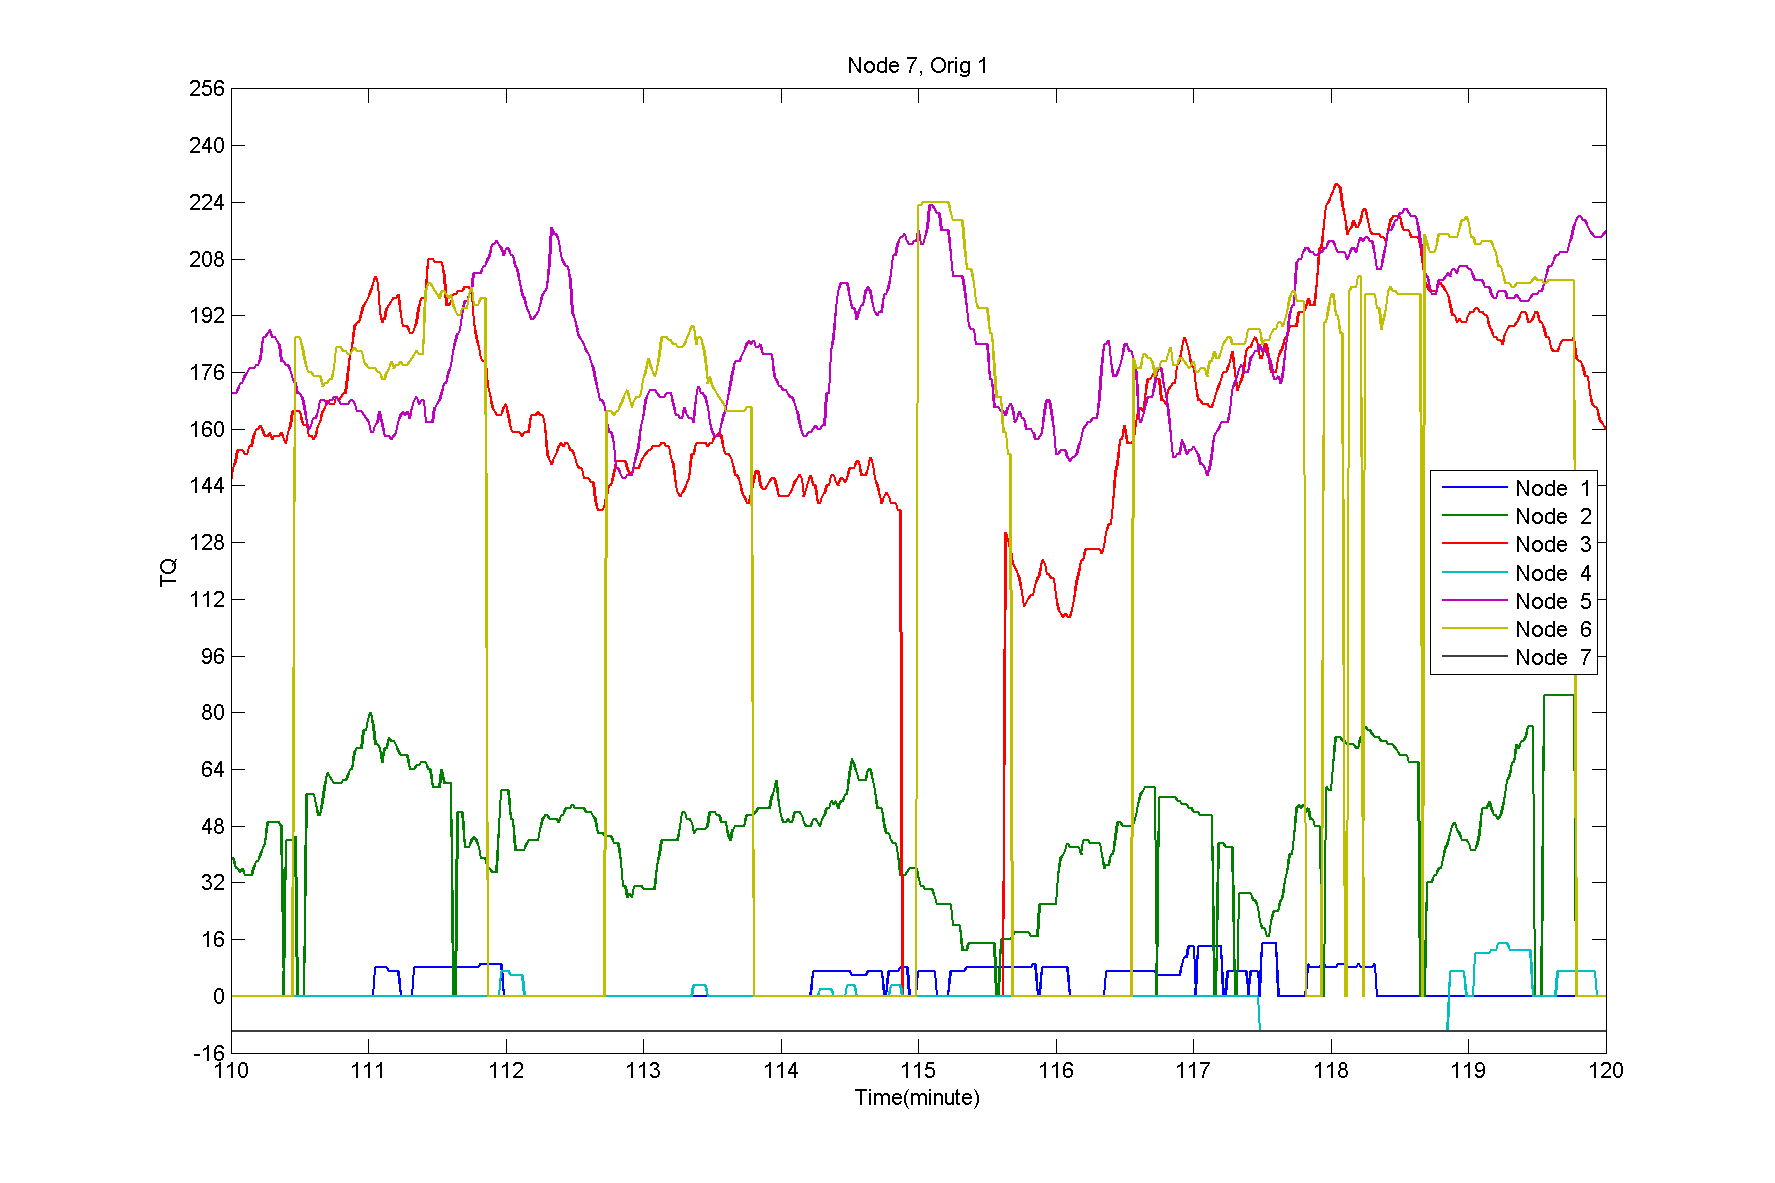 Node 7, Orig 1
256
240
224
208
192
176
160
144
128
112
96
80
64
48
32
16
0
-16
TQ
Node 1
Node 2
Node 3
Node 4
Node 5
Node 6
Node 7
110 111 112 113 114 115 116 117 118 119 120
Time(minute)